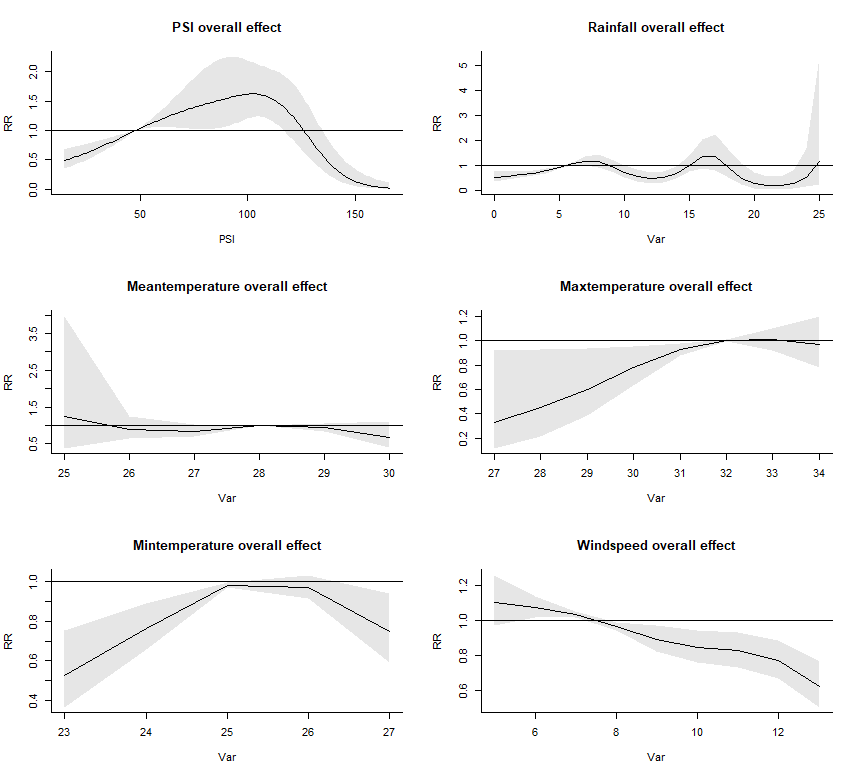 PSI overall effect
RR
0.0 0.5 1.0 1.5 2.0
50 100 150
PSI
Rainfall overall effect
RR
0 1 2 3 4 5
0 5 10 15 20 25
Var
Meantemperature overall effect
RR
0.5 1.5 2.5 3.5
25 26 27 28 29 30
Var
Maxtemperature overall effect
RR
0.2 0.4 0.6 0.8 1.0 1.2
27 28 29 30 31 32 33 34
Var
Mintemperature overall effect
RR
0.4 0.6 0.8 1.0
23 24 25 26 27
Var
Windspeed overall effect
RR
0.6 0.8 1.0 1.2
6 8 10 12
Var